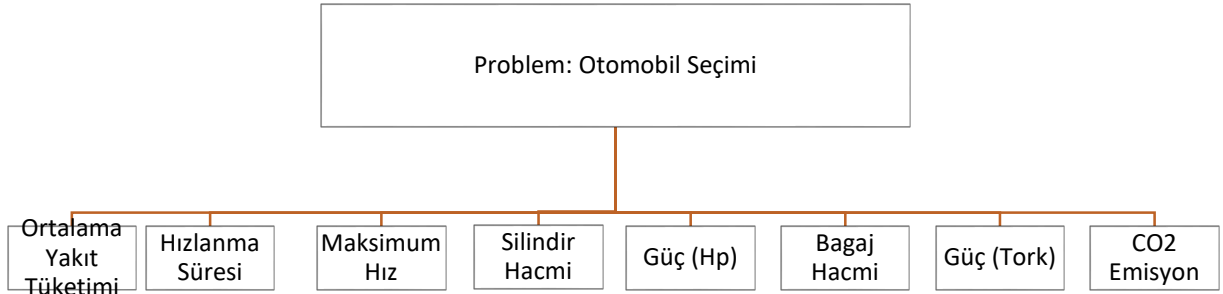 Problem: Otomobil Seçimi
Ortalama
Yakıt
Tüketimi
Hızlanma
Süresi
Maksimum
Hız
Silindir
Hacmi
Güç (Hp)
Bagaj
Hacmi
Güç (Tork)
CO2
Emisyon